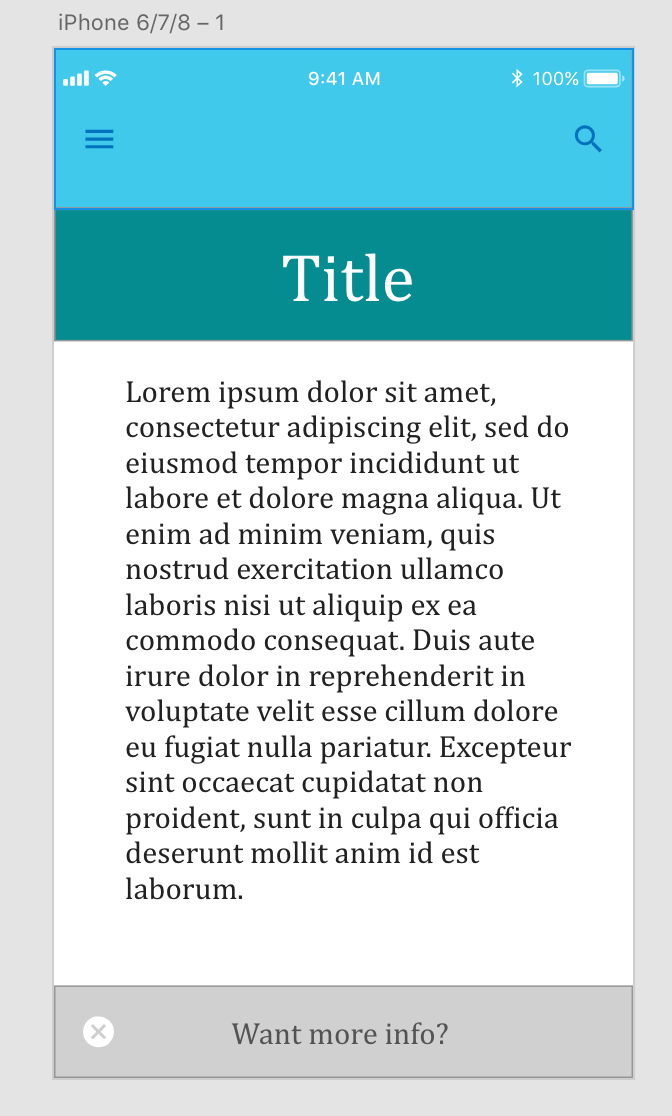 iPhone 6/7/8 – 1
9:41 AM
100%
Title
Lorem ipsum dolor sit amet,
consectetur adipiscing elit, sed do
eiusmod tempor incididunt ut
labore et dolore magna aliqua. Ut
enim ad minim veniam, quis
nostrud exercitation ullamco
laboris nisi ut aliquip ex ea
commodo consequat. Duis aute
irure dolor in reprehenderit in
voluptate velit esse cillum dolore
eu fugiat nulla pariatur. Excepteur
sint occaecat cupidatat non
proident, sunt in culpa qui officia
deserunt mollit anim id est
laborum.
Want more info?